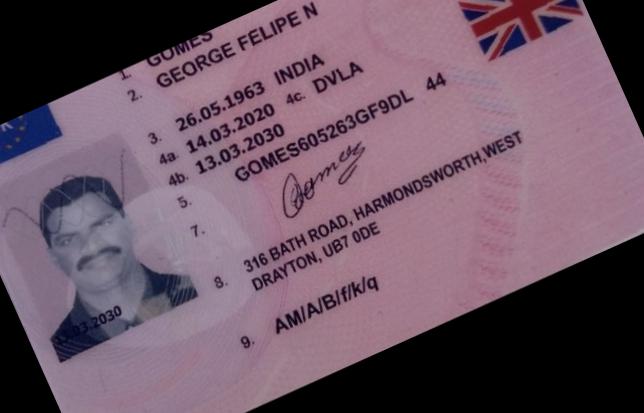 1. GOMES
2. GEORGE FELIPE N
3. 26.05.1963 INDIA
4a. 14.03.2020 4c. DVLA
4b. 13.03.2030
5. GOMES605263GF9DL 44
7. Gomes
8. 316 BATH ROAD, HARMONDSWORTH,WEST
DRAYTON, UB7 0DE
9. AM/A/B/f/k/q
.03.2030